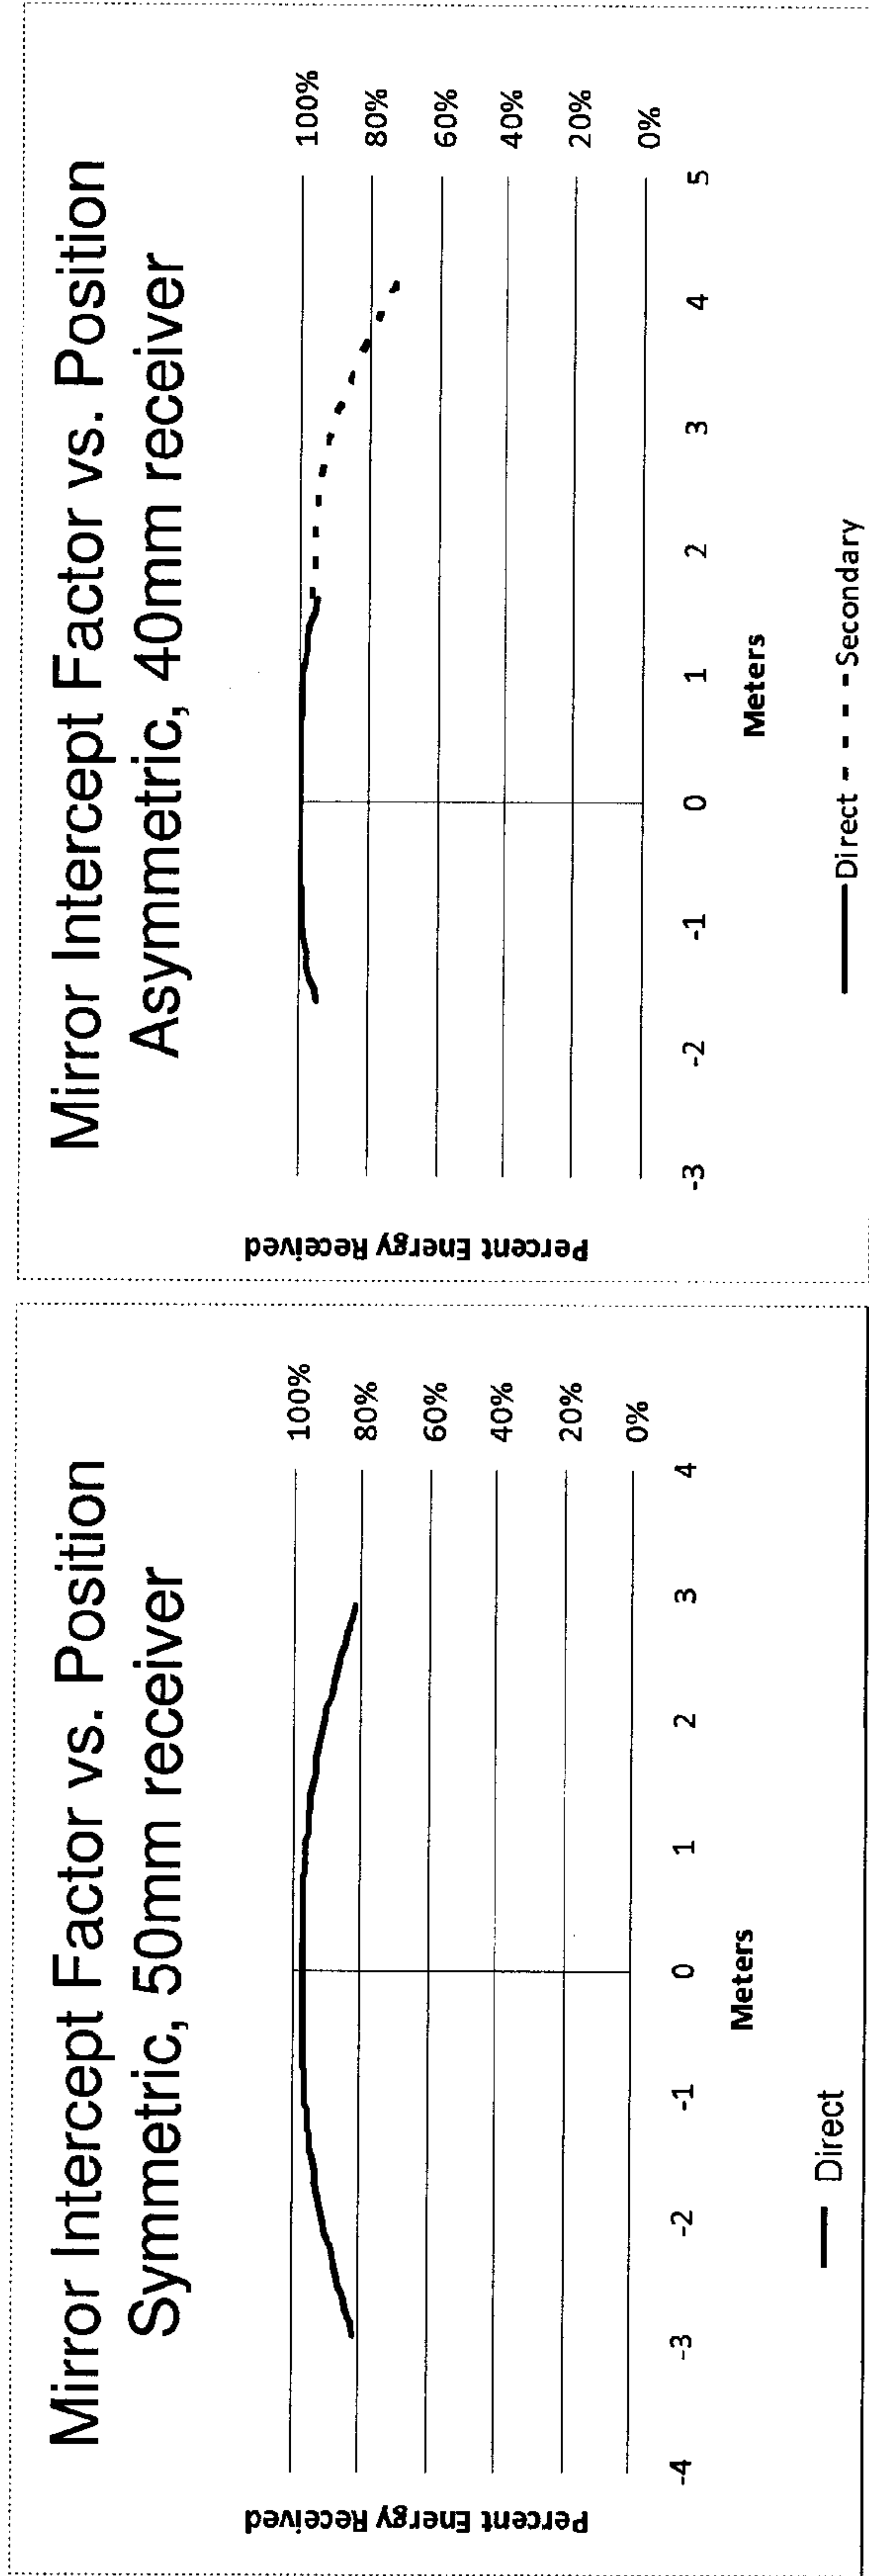 Mirror Intercept Factor vs. Position
Symmetric, 50mm receiver
Percent Energy Received
100%
80%
60%
40%
20%
0%
-4 -3 -2 -1 0 1 2 3 4
Meters
Direct
Mirror Intercept Factor vs. Position
Asymmetric, 40mm receiver
Percent Energy Received
100%
80%
60%
40%
20%
0%
-3 -2 -1 0 1 2 3 4 5
Meters
Direct Secondary